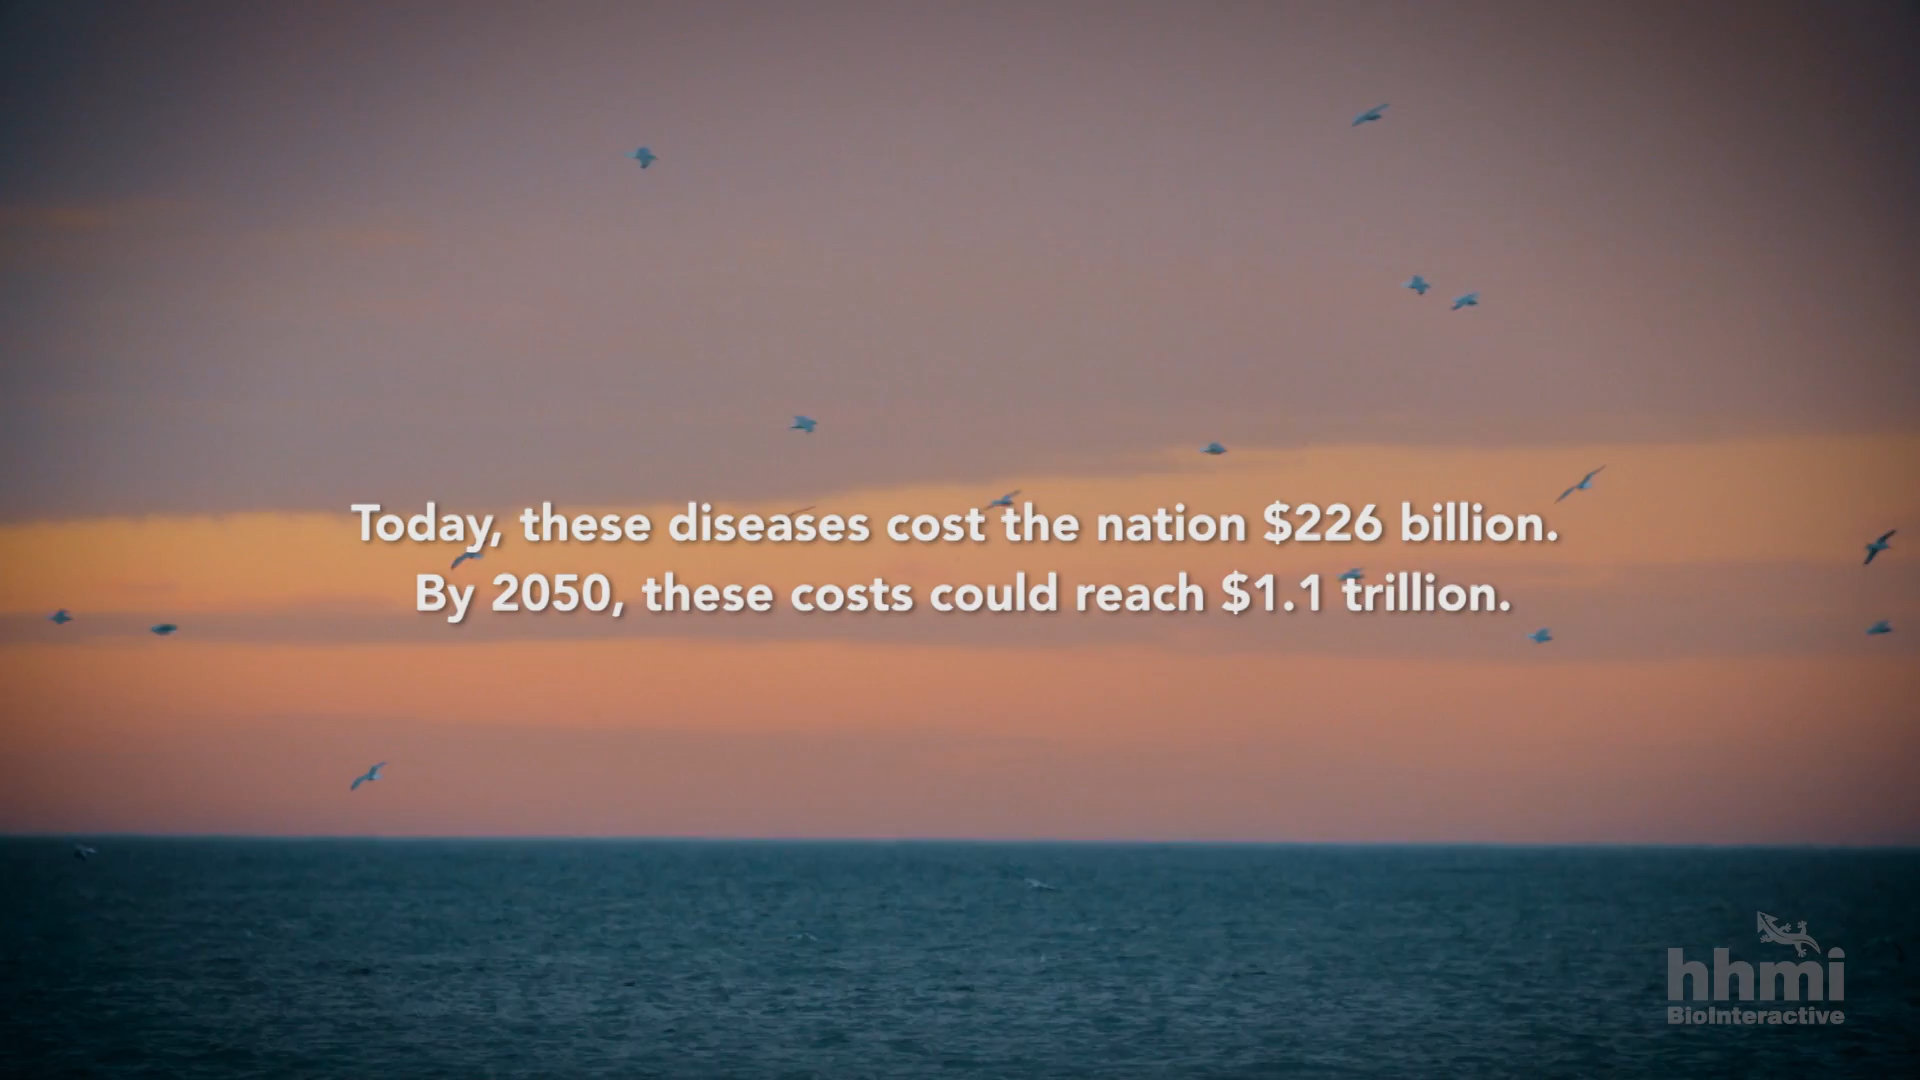 Today, these diseases cost the nation $226 billion.
By 2050, these costs could reach $1.1 trillion.
hhmi
BioInteractive